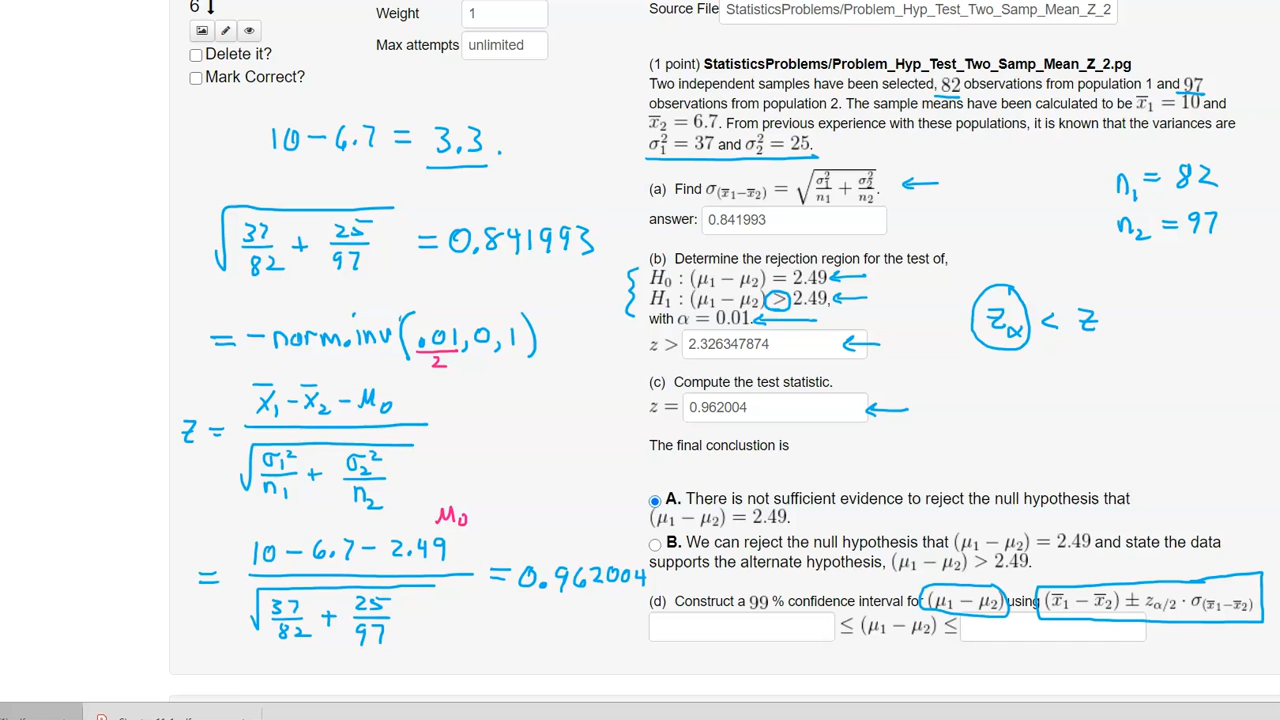 6 ↓
Weight 1
Max attempts unlimited
Delete it?
Mark Correct?
10 − 6.7 = 3.3.
√(37/82 + 25/97) = 0.841993
= −norm.inv(.01/2, 0, 1)
z = (x̅₁ − x̅₂ − μ₀) / √(σ₁²/n₁ + σ₂²/n₂)
μ₀
= (10 − 6.7 − 2.49) / √(37/82 + 25/97) = 0.962004
Source File StatisticsProblems/Problem_Hyp_Test_Two_Samp_Mean_Z_2
(1 point) StatisticsProblems/Problem_Hyp_Test_Two_Samp_Mean_Z_2.pg
Two independent samples have been selected, 82 observations from population 1 and 97
observations from population 2. The sample means have been calculated to be x̅₁ = 10 and
x̅₂ = 6.7. From previous experience with these populations, it is known that the variances are
σ₁² = 37 and σ₂² = 25.
(a) Find σ(x̅₁−x̅₂) = √(σ₁²/n₁ + σ₂²/n₂). ←
answer: 0.841993
n₁ = 82
n₂ = 97
(b) Determine the rejection region for the test of,
H₀ : (μ₁ − μ₂) = 2.49 ←
H₁ : (μ₁ − μ₂) > 2.49, ←
with α = 0.01. ←
z > 2.326347874 ←
zα < z
(c) Compute the test statistic.
z = 0.962004 ←
The final conclustion is
A. There is not sufficient evidence to reject the null hypothesis that
(μ₁ − μ₂) = 2.49.
B. We can reject the null hypothesis that (μ₁ − μ₂) = 2.49 and state the data
supports the alternate hypothesis, (μ₁ − μ₂) > 2.49.
(d) Construct a 99 % confidence interval for (μ₁ − μ₂) using (x̅₁ − x̅₂) ± zα/2 · σ(x̅₁−x̅₂)
≤ (μ₁ − μ₂) ≤